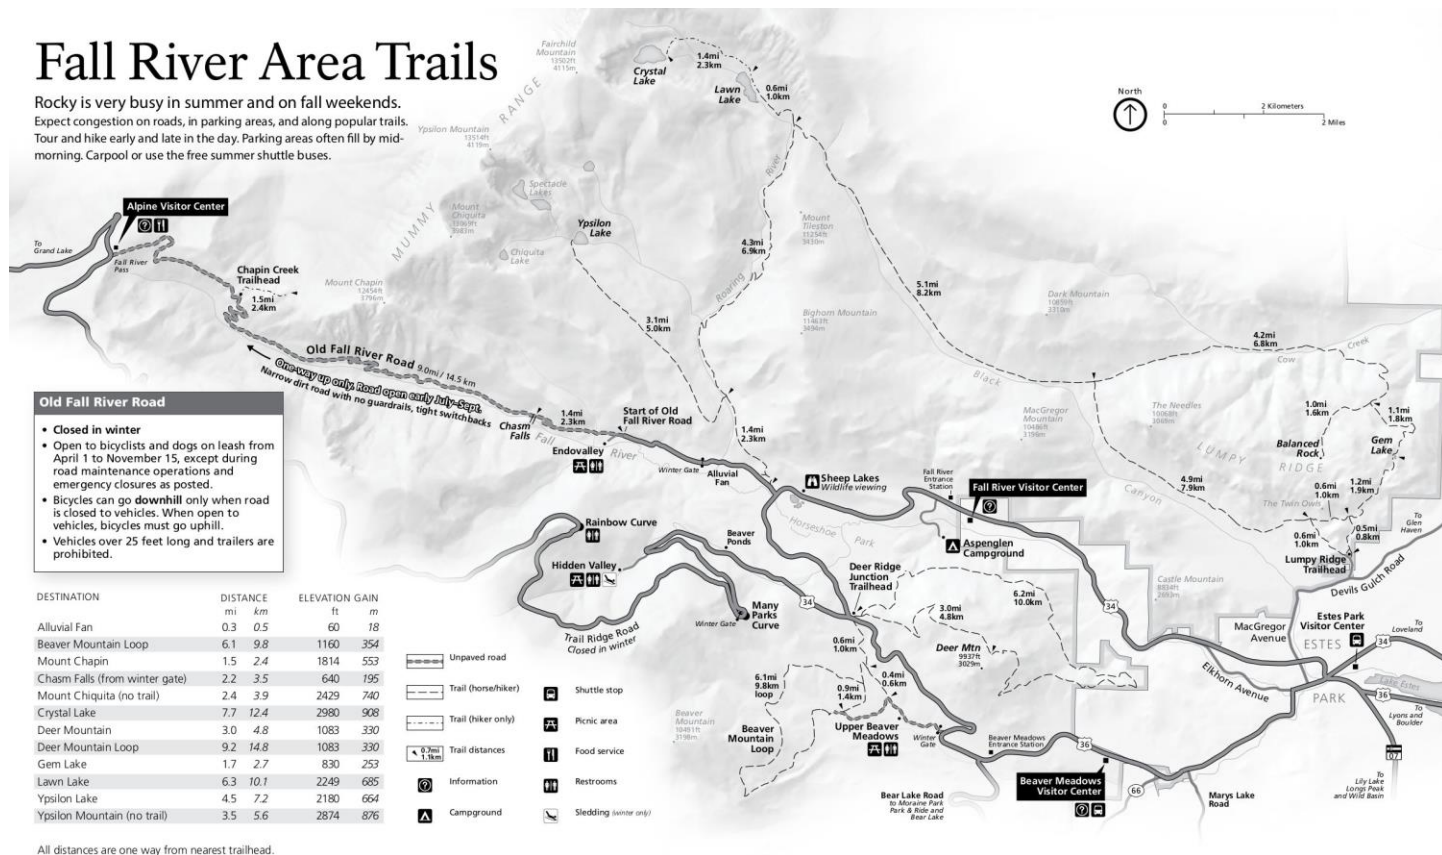 Fall River Area Trails
Rocky is very busy in summer and on fall weekends.
Expect congestion on roads, in parking areas, and along popular trails.
Tour and hike early and late in the day. Parking areas often fill by mid-
morning. Carpool or use the free summer shuttle buses.
Fairchild
Mountain
13502ft
4115m
Crystal
Lake
1.4mi
2.3km
Lawn
Lake
0.6mi
1.0km
North
0
2 Kilometers
0
2 Miles
MUMMY RANGE
Ypsilon Mountain
13514ft
4119m
Spectacle
Lakes
Mount
Chiquita
13069ft
Ypsilon
Lake
Chiquita
Lake
Mount Chapin
12454ft
3796m
Alpine Visitor Center
To
Grand Lake
Fall River
Pass
Chapin Creek
Trailhead
1.5mi
2.4km
Roaring River
4.3mi
6.9km
Mount
Tileston
11254ft
3430m
Bighorn Mountain
11463ft
3494m
5.1mi
8.2km
Dark Mountain
10859ft
3310m
4.2mi
6.8km
Cow Creek
3.1mi
5.0km
Old Fall River Road 9.0mi / 14.5 km
One-way up only. Road open early July–Sept.
Narrow dirt road with no guardrails, tight switchbacks
Chasm
Falls
1.4mi
2.3km
Start of Old
Fall River Road
Endovalley
Fall River
Winter Gate
Alluvial
Fan
1.4mi
2.3km
Black Canyon
MacGregor
Mountain
10486ft
3196m
The Needles
10068ft
3069m
LUMPY RIDGE
4.9mi
7.9km
1.0mi
1.6km
1.1mi
1.8km
Balanced
Rock
Gem
Lake
0.6mi
1.0km
1.2mi
1.9km
The Twin Owls
0.6mi
1.0km
0.5mi
0.8km
To
Glen
Haven
Lumpy Ridge
Trailhead
Devils Gulch Road
Sheep Lakes
Wildlife viewing
Fall River
Entrance
Station
Fall River Visitor Center
Aspenglen
Campground
Horseshoe Park
Castle Mountain
8834ft
2693m
Old Fall River Road
• Closed in winter
• Open to bicyclists and dogs on leash from
April 1 to November 15, except during
road maintenance operations and
emergency closures as posted.
• Bicycles can go downhill only when road
is closed to vehicles. When open to
vehicles, bicycles must go uphill.
• Vehicles over 25 feet long and trailers are
prohibited.
Rainbow Curve
Hidden Valley
Beaver
Ponds
Many
Parks
Curve
Winter Gate
Trail Ridge Road
Closed in winter
34
Deer Ridge
Junction
Trailhead
6.2mi
10.0km
3.0mi
4.8km
Deer Mtn
9937ft
3029m
0.6mi
1.0km
0.4mi
0.6km
6.1mi
9.8km
loop
0.9mi
1.4km
Beaver
Mountain
10491ft
3198m
Beaver
Mountain
Loop
Upper Beaver
Meadows
Winter
Gate
Beaver Meadows
Entrance Station
36
Beaver Meadows
Visitor Center
Bear Lake Road
to Moraine Park
Park & Ride and
Bear Lake
66
Marys Lake
Road
34
MacGregor
Avenue
Elkhorn Avenue
Estes Park
Visitor Center
ESTES
PARK
To
Loveland
34
Lake Estes
36
To
Lyons and
Boulder
07
To
Lily Lake
Longs Peak
and Wild Basin
DESTINATION DISTANCE ELEVATION GAIN
mi km ft m
Alluvial Fan 0.3 0.5 60 18
Beaver Mountain Loop 6.1 9.8 1160 354
Mount Chapin 1.5 2.4 1814 553
Chasm Falls (from winter gate) 2.2 3.5 640 195
Mount Chiquita (no trail) 2.4 3.9 2429 740
Crystal Lake 7.7 12.4 2980 908
Deer Mountain 3.0 4.8 1083 330
Deer Mountain Loop 9.2 14.8 1083 330
Gem Lake 1.7 2.7 830 253
Lawn Lake 6.3 10.1 2249 685
Ypsilon Lake 4.5 7.2 2180 664
Ypsilon Mountain (no trail) 3.5 5.6 2874 876
All distances are one way from nearest trailhead.
Unpaved road
Trail (horse/hiker)
Trail (hiker only)
0.7mi
1.1km
Trail distances
Information
Campground
Shuttle stop
Picnic area
Food service
Restrooms
Sledding (winter only)